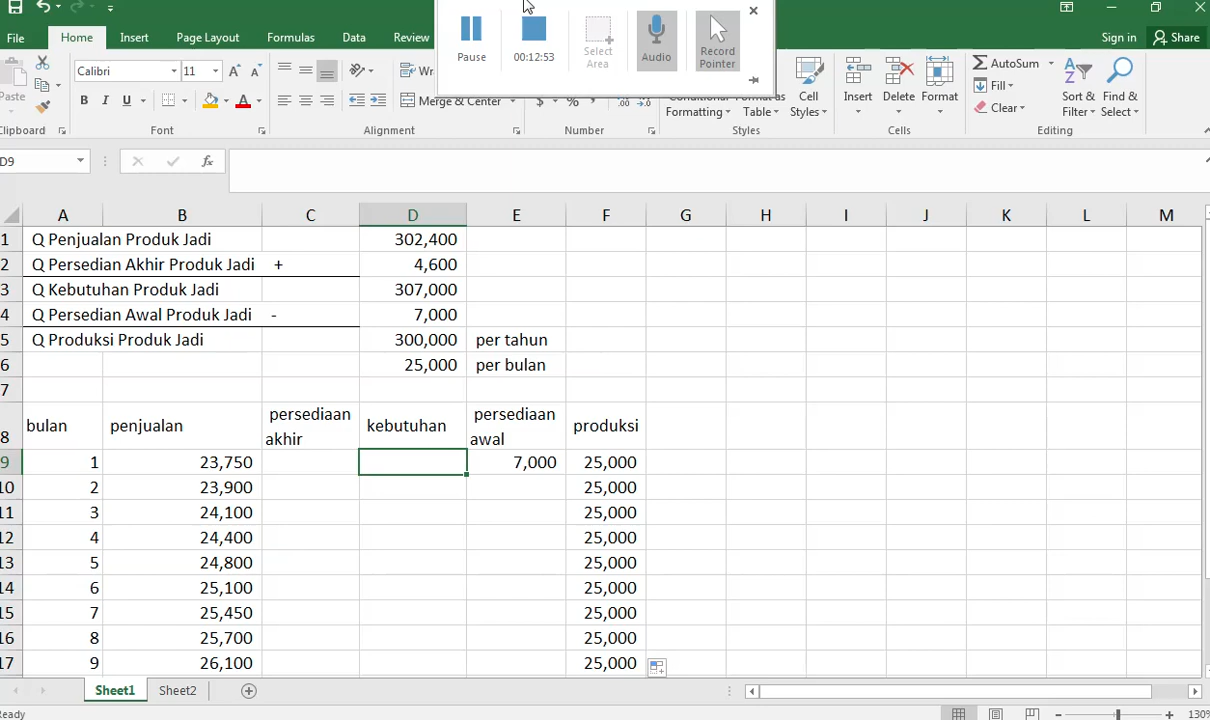 File Home Insert Page Layout Formulas Data Review Sign in Share
Pause 00:12:53 Select Area Audio Record Pointer
Paste Calibri 11 Wr Merge & Center Formatting Table Cell Styles Insert Delete Format AutoSum Fill Clear Sort & Filter Find & Select
Clipboard Font Alignment Number Styles Cells Editing
D9 fx
A B C D E F G H I J K L M
1 Q Penjualan Produk Jadi 302,400
2 Q Persedian Akhir Produk Jadi + 4,600
3 Q Kebutuhan Produk Jadi 307,000
4 Q Persedian Awal Produk Jadi - 7,000
5 Q Produksi Produk Jadi 300,000 per tahun
6 25,000 per bulan
7
8 bulan penjualan persediaan akhir kebutuhan persediaan awal produksi
9 1 23,750 7,000 25,000
10 2 23,900 25,000
11 3 24,100 25,000
12 4 24,400 25,000
13 5 24,800 25,000
14 6 25,100 25,000
15 7 25,450 25,000
16 8 25,700 25,000
17 9 26,100 25,000
Sheet1 Sheet2
Ready 130%